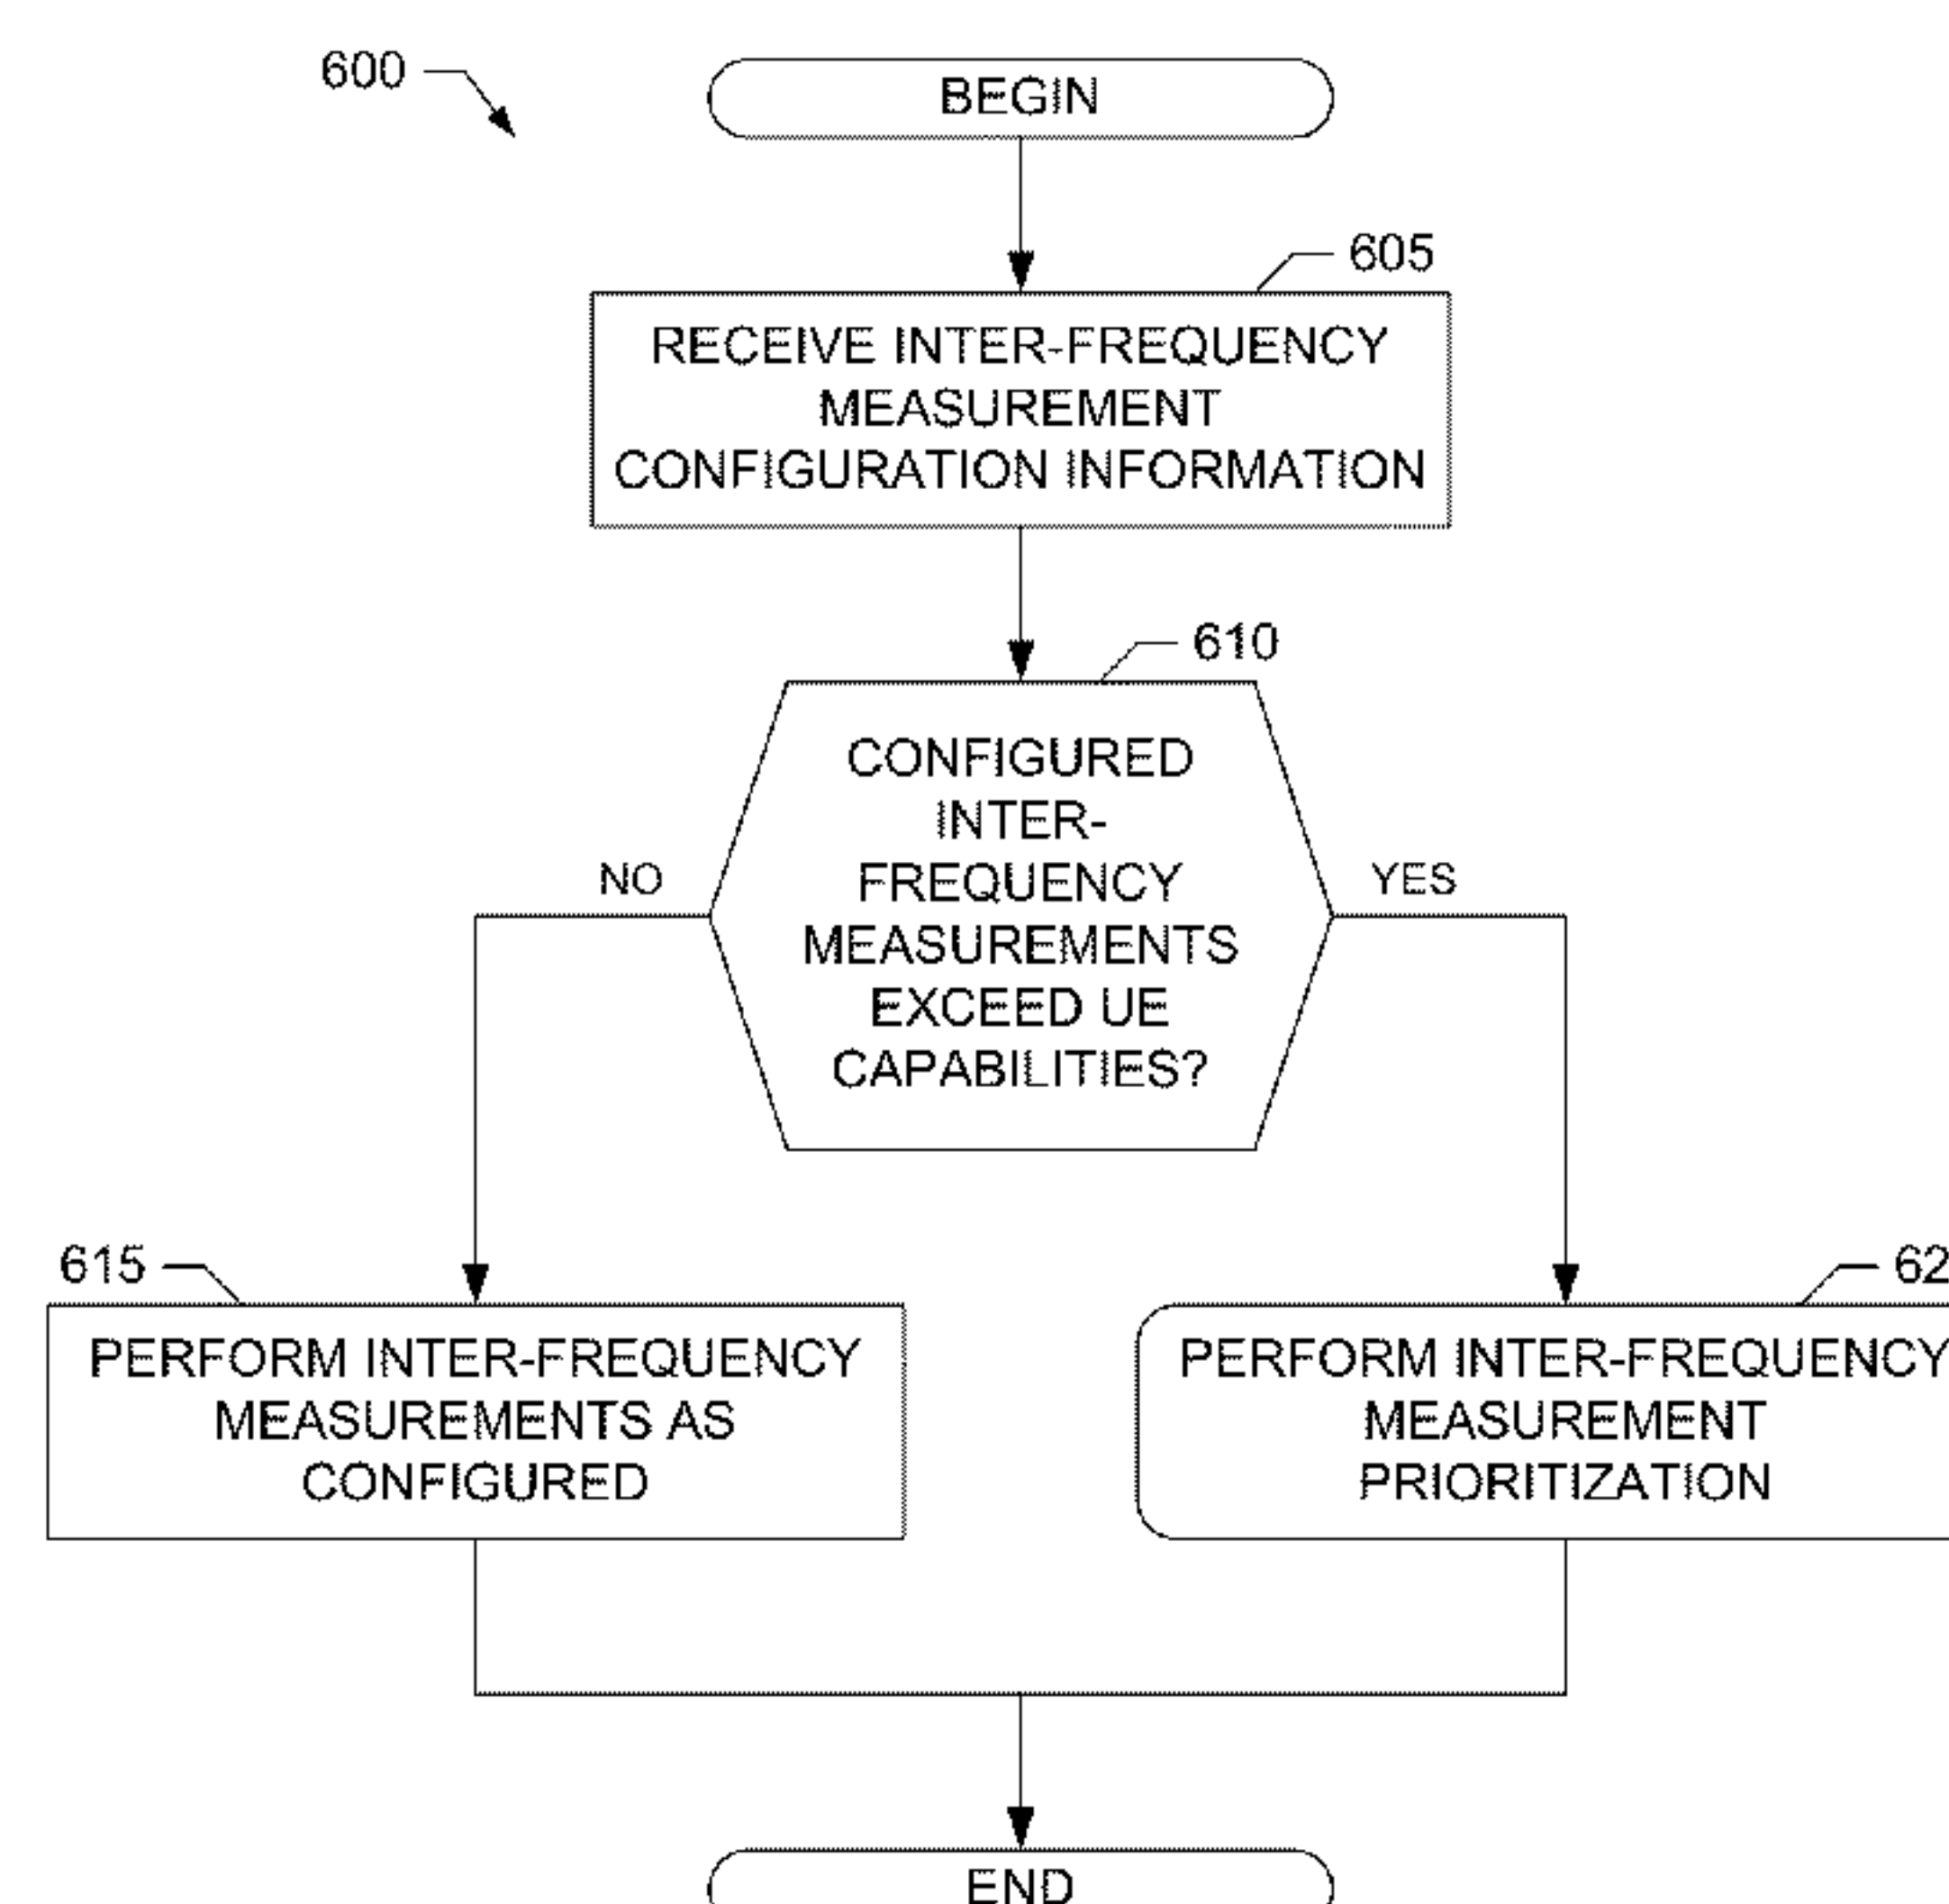 600
BEGIN
605
RECEIVE INTER-FREQUENCY
MEASUREMENT
CONFIGURATION INFORMATION
610
CONFIGURED
INTER-
FREQUENCY
MEASUREMENTS
EXCEED UE
CAPABILITIES?
NO
YES
615
PERFORM INTER-FREQUENCY
MEASUREMENTS AS
CONFIGURED
62
PERFORM INTER-FREQUENCY
MEASUREMENT
PRIORITIZATION
END